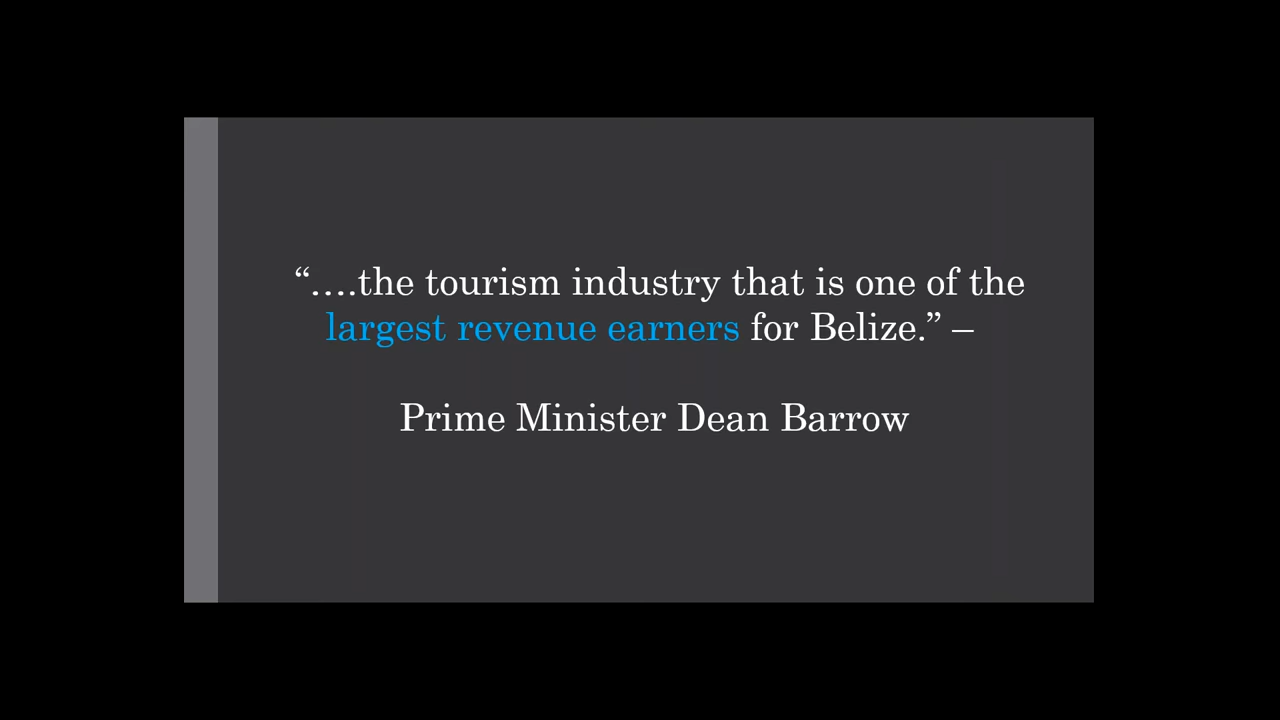 “….the tourism industry that is one of the
largest revenue earners for Belize.” –
Prime Minister Dean Barrow